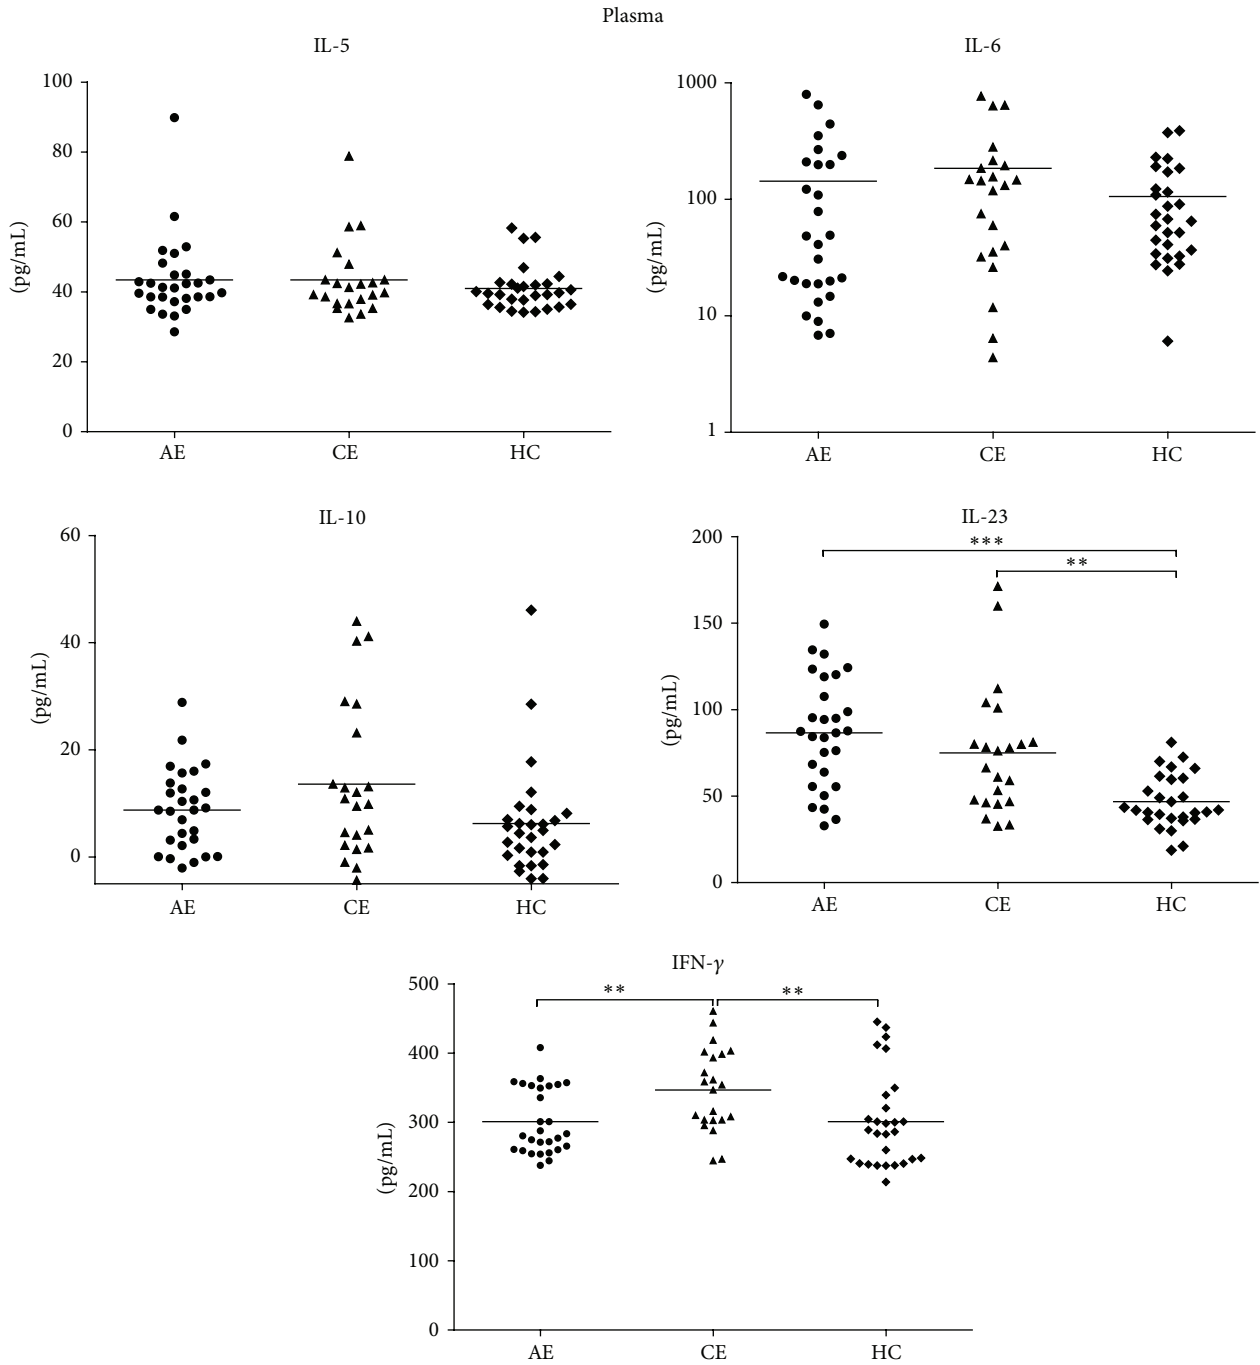 Plasma
IL-5
100
80
60
40
20
0
(pg/mL)
AE CE HC
IL-6
1000
100
10
1
(pg/mL)
AE CE HC
IL-10
60
40
20
0
(pg/mL)
AE CE HC
IL-23
200
150
100
50
0
(pg/mL)
***
**
AE CE HC
IFN-γ
500
400
300
200
100
0
(pg/mL)
** **
AE CE HC